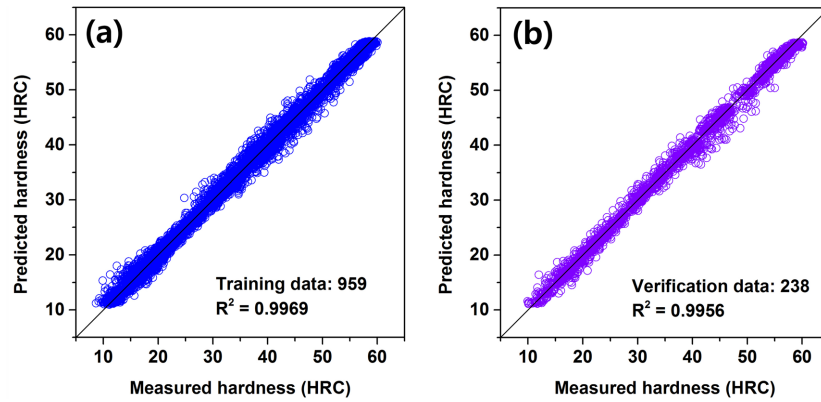 (a)
Predicted hardness (HRC)
60
50
40
30
20
10
Training data: 959
R² = 0.9969
10 20 30 40 50 60
Measured hardness (HRC)
(b)
Predicted hardness (HRC)
60
50
40
30
20
10
Verification data: 238
R² = 0.9956
10 20 30 40 50 60
Measured hardness (HRC)